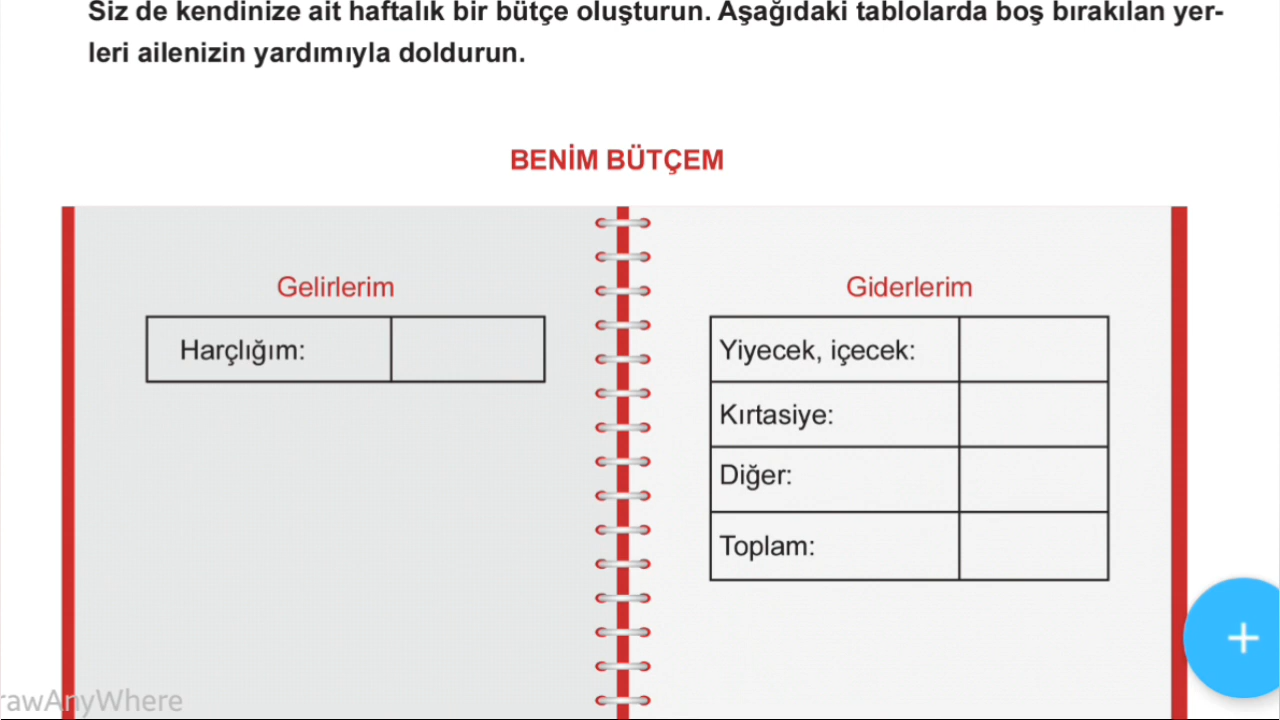 Siz de kendinize ait haftalık bir bütçe oluşturun. Aşağıdaki tablolarda boş bırakılan yer-
leri ailenizin yardımıyla doldurun.
BENİM BÜTÇEM
Gelirlerim
Harçlığım:
Giderlerim
Yiyecek, içecek:
Kırtasiye:
Diğer:
Toplam:
+
rawAnyWhere